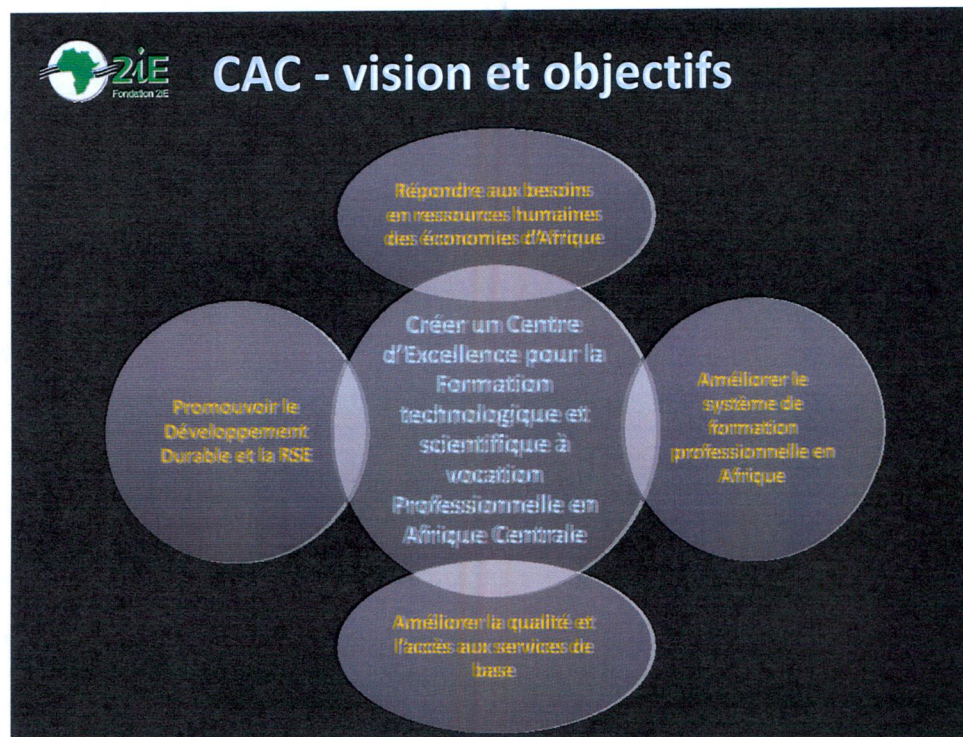 2iE
Fondation 2iE
CAC - vision et objectifs
Répondre aux besoins
en ressources humaines
des économies d'Afrique
Créer un Centre
d'Excellence pour la
Formation
technologique et
scientifique à
vocation
Professionnelle en
Afrique Centrale
Promouvoir le
Développement
Durable et la RSE
Améliorer le
système de
formation
professionnelle en
Afrique
Améliorer la qualité et
l'accès aux services de
base